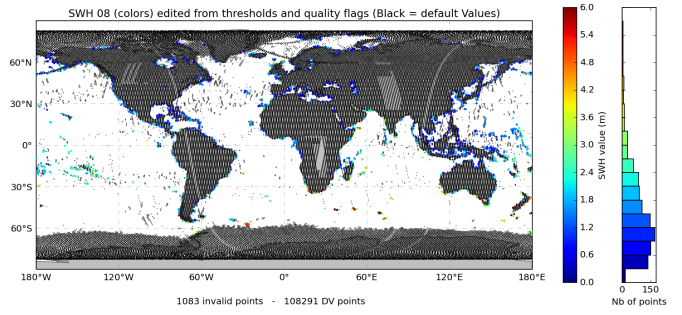 SWH 08 (colors) edited from thresholds and quality flags (Black = default Values)
60°N
30°N
0°
30°S
60°S
180°W 120°W 60°W 0° 60°E 120°E 180°E
1083 invalid points - 108291 DV points
6.0
5.4
4.8
4.2
3.6
3.0
2.4
1.8
1.2
0.6
0.0
SWH value (m)
0 150
Nb of points